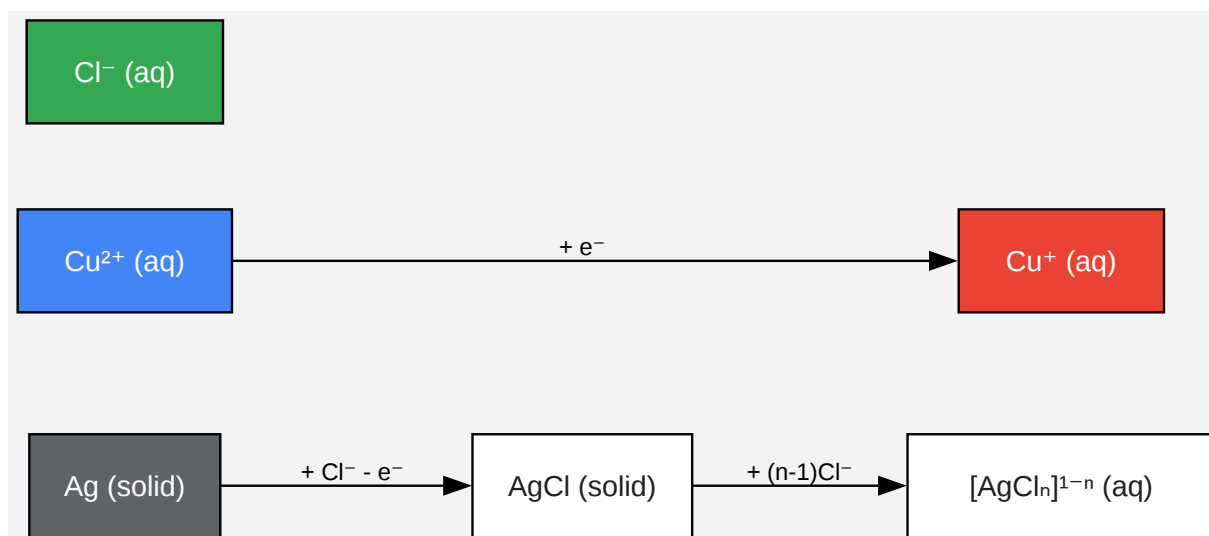 Cl⁻ (aq)
Cu²⁺ (aq)
+ e⁻
Cu⁺ (aq)
Ag (solid)
+ Cl⁻ - e⁻
AgCl (solid)
+ (n-1)Cl⁻
[AgClₙ]¹⁻ⁿ (aq)